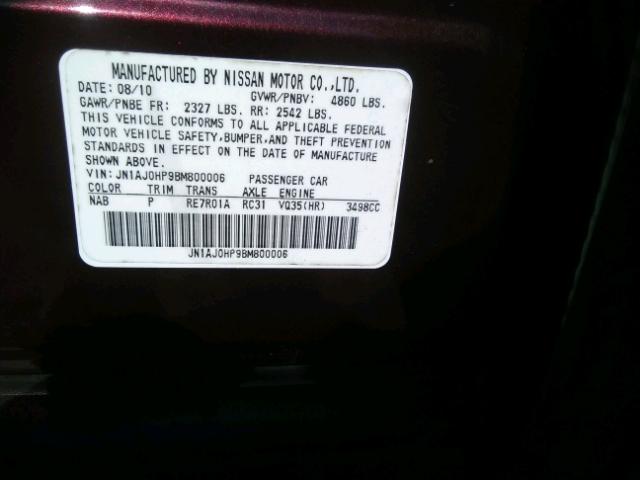 MANUFACTURED BY NISSAN MOTOR CO.,LTD.
DATE: 08/10 GVWR/PNBV: 4860 LBS.
GAWR/PNBE FR: 2327 LBS. RR: 2542 LBS.
THIS VEHICLE CONFORMS TO ALL APPLICABLE FEDERAL
MOTOR VEHICLE SAFETY,BUMPER,AND THEFT PREVENTION
STANDARDS IN EFFECT ON THE DATE OF MANUFACTURE
SHOWN ABOVE.
VIN: JN1AJ0HP9BM800006 PASSENGER CAR
COLOR TRIM TRANS AXLE ENGINE
NAB P RE7R01A RC31 VQ35(HR) 3498CC
JN1AJ0HP9BM800006